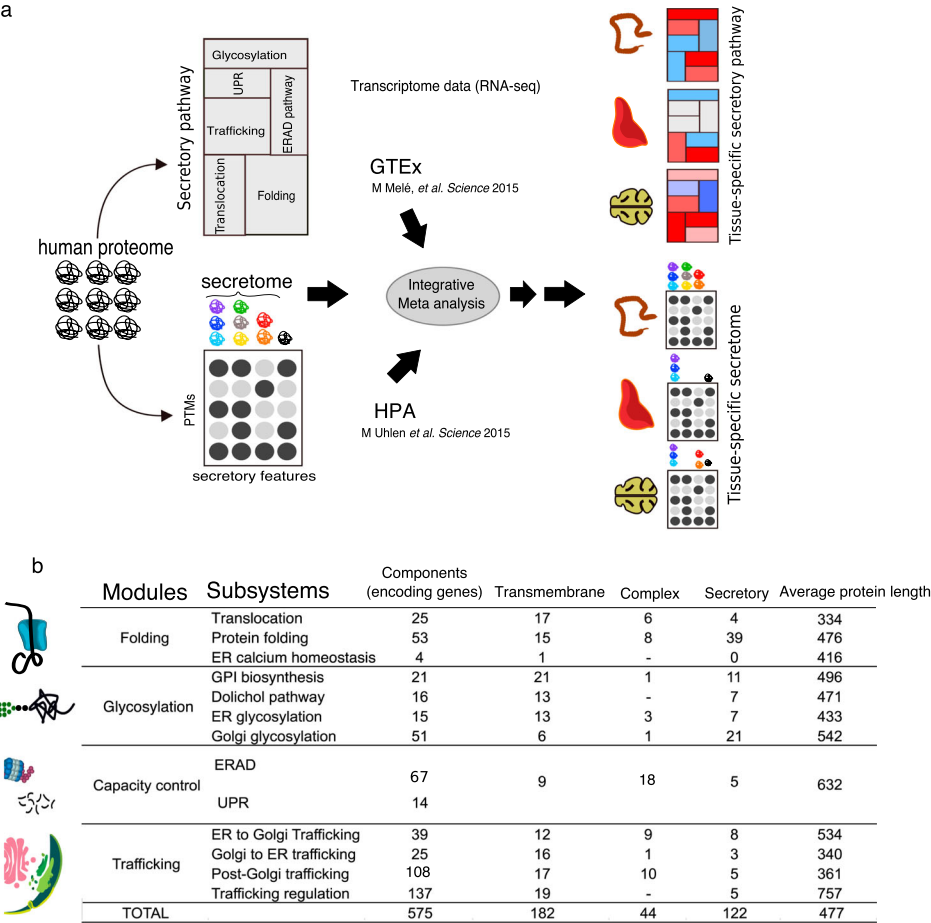 a
Secretory pathway
Glycosylation
UPR
ERAD pathway
Trafficking
Translocation
Folding
Transcriptome data (RNA-seq)
GTEx
M Melé, et al. Science 2015
human proteome
secretome
PTMs
secretory features
Integrative
Meta analysis
HPA
M Uhlen et al. Science 2015
Tissue-specific secretory pathway
Tissue-specific secretome
b
Modules Subsystems Components (encoding genes) Transmembrane Complex Secretory Average protein length
Folding
Translocation 25 17 6 4 334
Protein folding 53 15 8 39 476
ER calcium homeostasis 4 1 - 0 416
Glycosylation
GPI biosynthesis 21 21 1 11 496
Dolichol pathway 16 13 - 7 471
ER glycosylation 15 13 3 7 433
Golgi glycosylation 51 6 1 21 542
Capacity control
ERAD 67
9 18 5 632
UPR 14
Trafficking
ER to Golgi Trafficking 39 12 9 8 534
Golgi to ER trafficking 25 16 1 3 340
Post-Golgi trafficking 108 17 10 5 361
Trafficking regulation 137 19 - 5 757
TOTAL 575 182 44 122 477